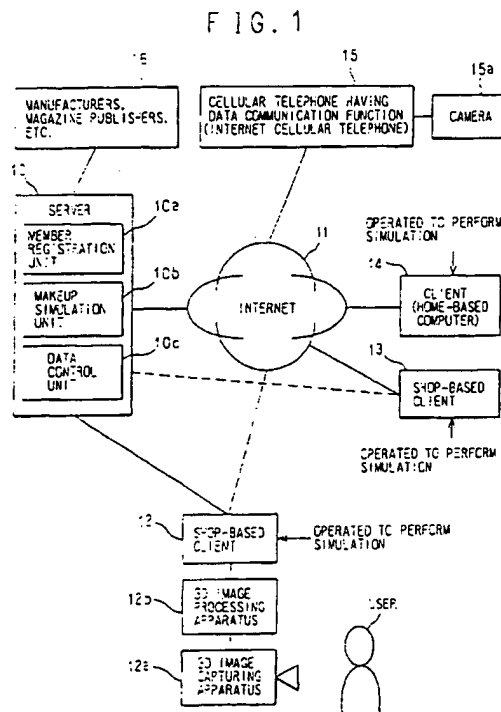 FIG. 1
15
15a
MANUFACTURERS,
MAGAZINE PUBLISHERS,
ETC.
CELLULAR TELEPHONE HAVING
DATA COMMUNICATION FUNCTION
(INTERNET CELLULAR TELEPHONE)
CAMERA
10
SERVER
10a
MEMBER
REGISTRATION
UNIT
10b
MAKEUP
SIMULATION
UNIT
10c
DATA
CONTROL
UNIT
11
INTERNET
OPERATED TO PERFORM
SIMULATION
14
CLIENT
(HOME-BASED
COMPUTER)
13
SHOP-BASED
CLIENT
OPERATED TO PERFORM
SIMULATION
12
SHOP-BASED
CLIENT
OPERATED TO PERFORM
SIMULATION
12b
3D IMAGE
PROCESSING
APPARATUS
12a
3D IMAGE
CAPTURING
APPARATUS
USER